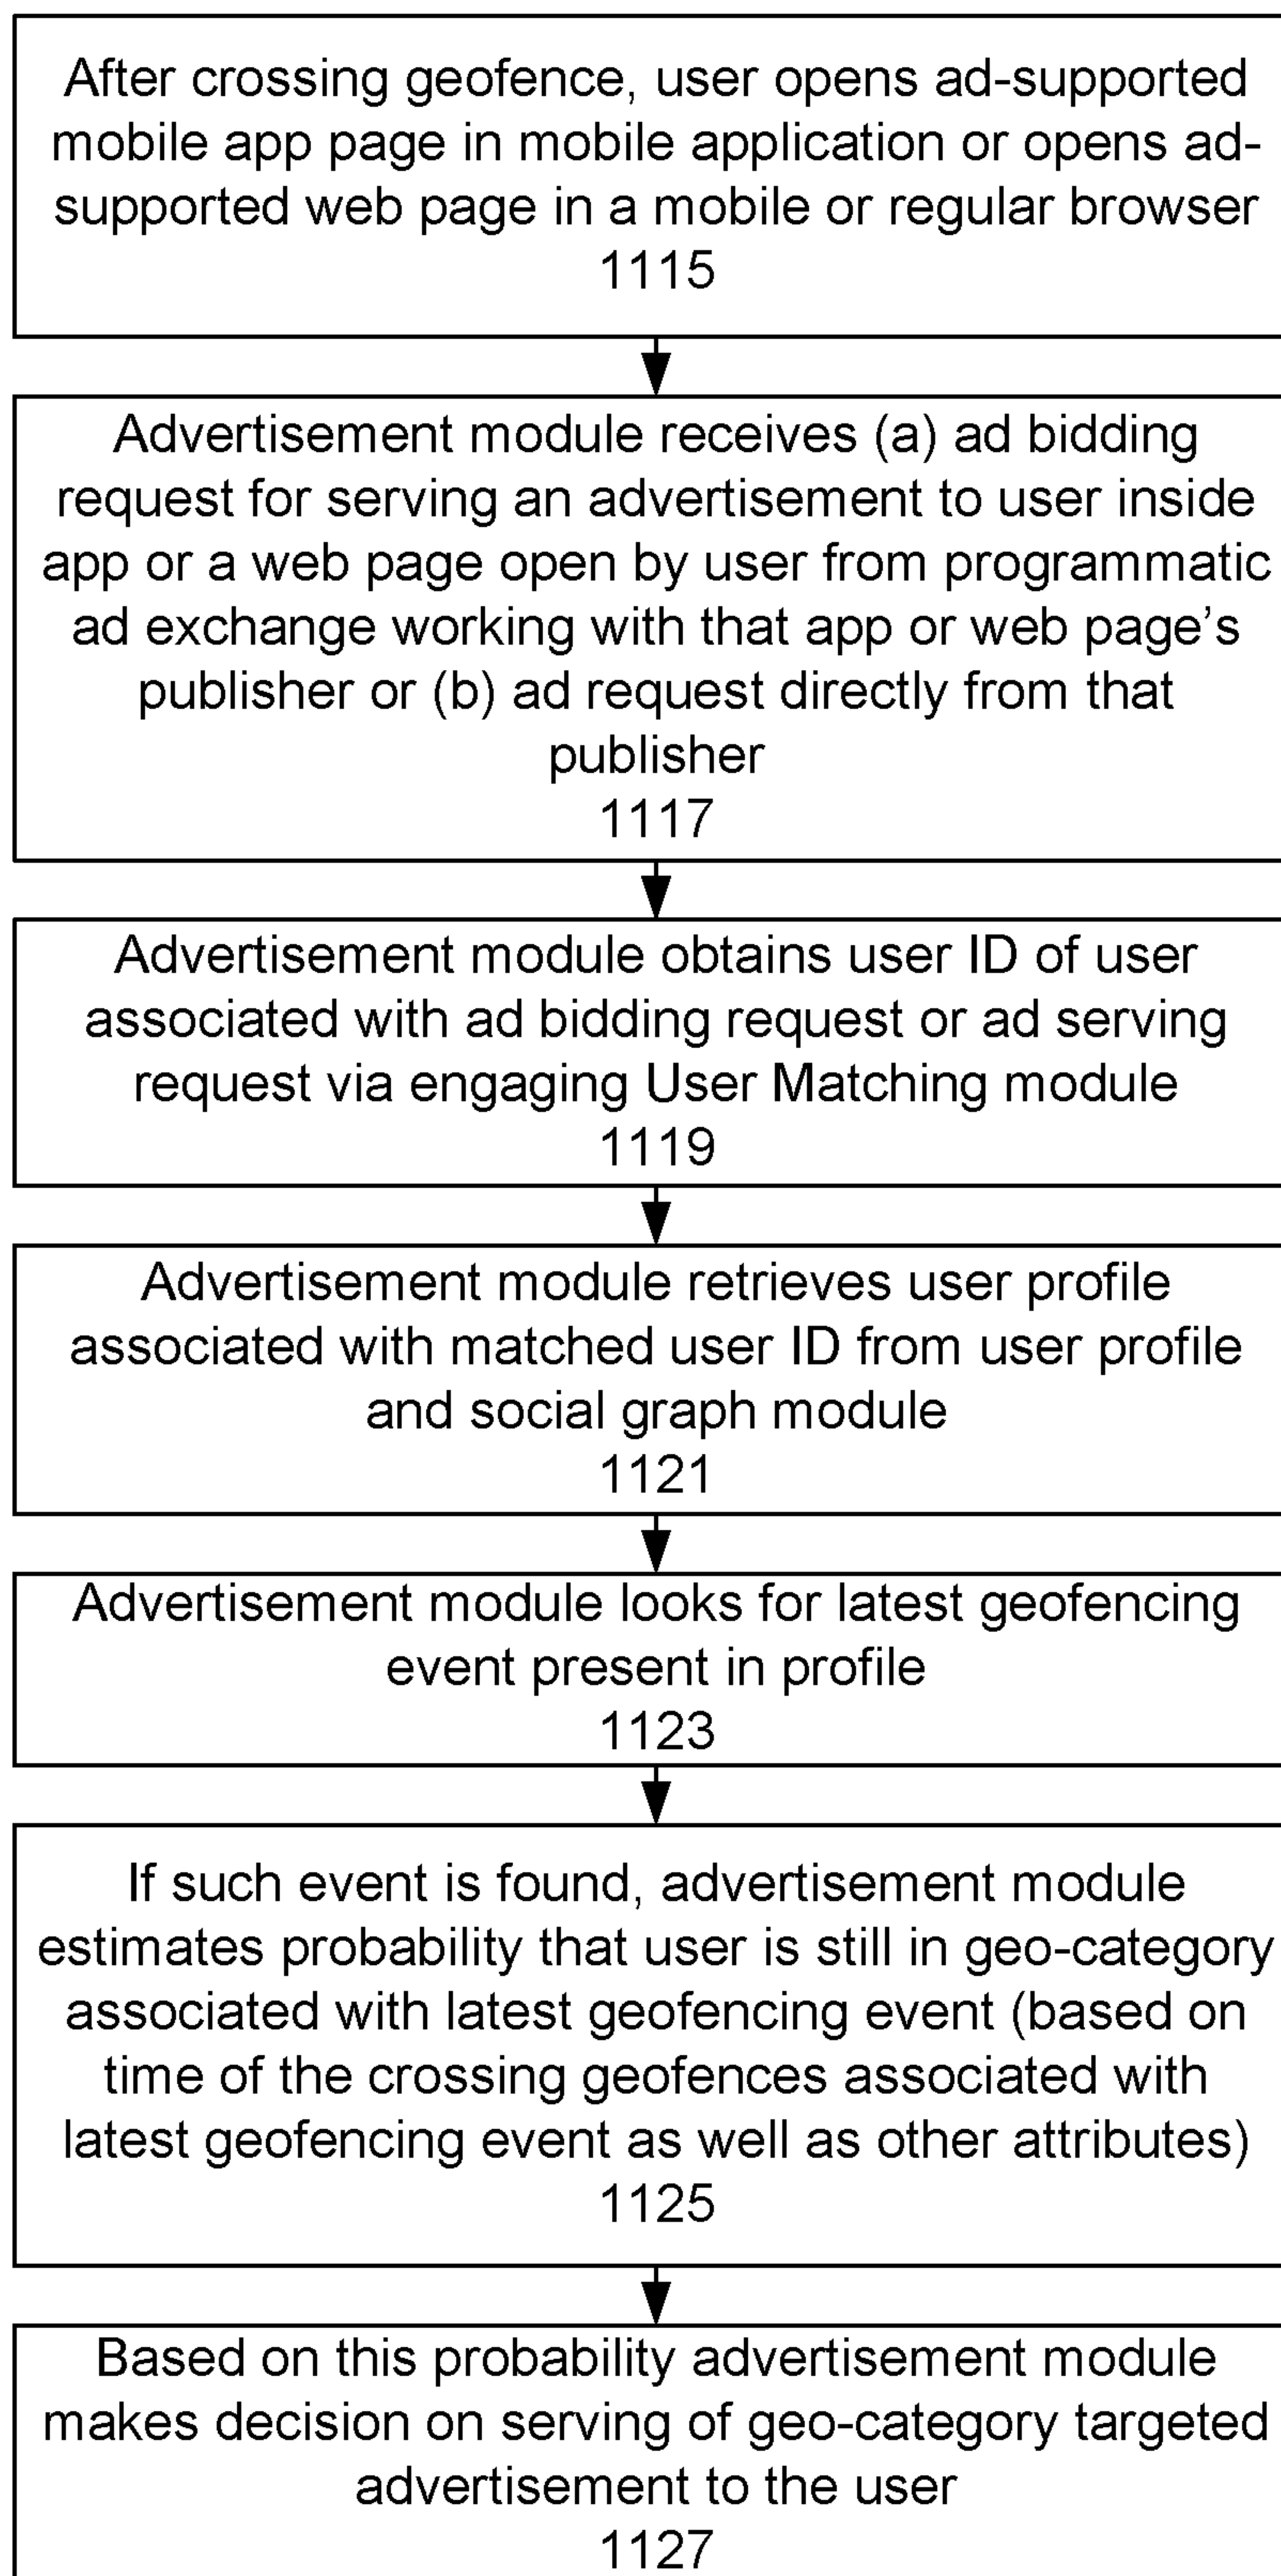 After crossing geofence, user opens ad-supported
mobile app page in mobile application or opens ad-
supported web page in a mobile or regular browser
1115
Advertisement module receives (a) ad bidding
request for serving an advertisement to user inside
app or a web page open by user from programmatic
ad exchange working with that app or web page’s
publisher or (b) ad request directly from that
publisher
1117
Advertisement module obtains user ID of user
associated with ad bidding request or ad serving
request via engaging User Matching module
1119
Advertisement module retrieves user profile
associated with matched user ID from user profile
and social graph module
1121
Advertisement module looks for latest geofencing
event present in profile
1123
If such event is found, advertisement module
estimates probability that user is still in geo-category
associated with latest geofencing event (based on
time of the crossing geofences associated with
latest geofencing event as well as other attributes)
1125
Based on this probability advertisement module
makes decision on serving of geo-category targeted
advertisement to the user
1127